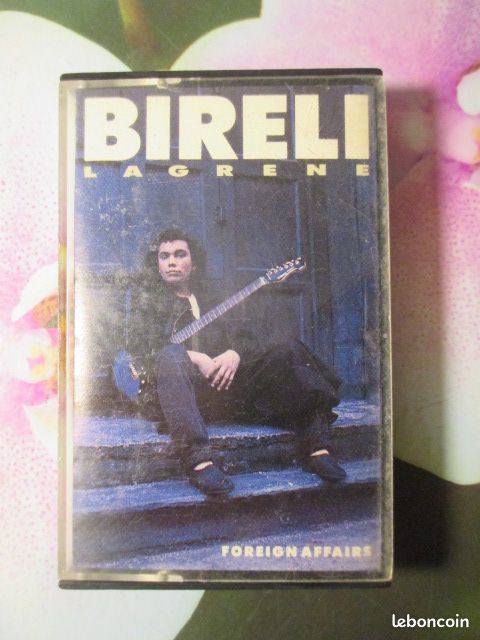 BIRELI
LAGRENE
FOREIGN AFFAIRS
leboncoin